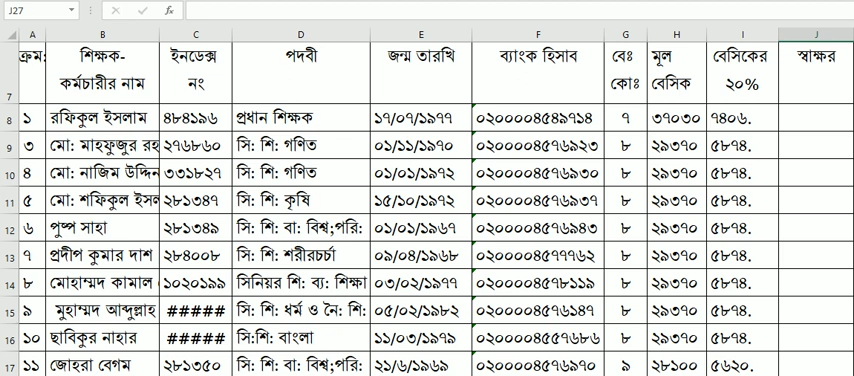 J27 fx
A B C D E F G H I J
ক্রম: শিক্ষক- ইনডেক্স পদবী জন্ম তারখি ব্যাংক হিসাব বেঃ মূল বেসিকের স্বাক্ষর
7 কর্মচারীর নাম নং কোঃ বেসিক ২০%
8 ১ রফিকুল ইসলাম ৪৮৪১৯৬ প্রধান শিক্ষক ১৭/০৭/১৯৭৭ ০২০০০০৪৫৪৯৭১৪ ৭ ৩৭০৩০ ৭৪০৬.
9 ৩ মো: মাহফুজুর রহ ২৭৬৮৬০ সি: শি: গণিত ০১/১১/১৯৭০ ০২০০০০৪৫৭৬৯২৩ ৮ ২৯৩৭০ ৫৮৭৪.
10 ৪ মো: নাজিম উদ্দিন ৩৩১৮২৭ সি: শি: গণিত ০১/০১/১৯৭২ ০২০০০০৪৫৭৬৯৩০ ৮ ২৯৩৭০ ৫৮৭৪.
11 ৫ মো: শফিকুল ইসল ২৮১৩৪৭ সি: শি: কৃষি ১৫/১০/১৯৭২ ০২০০০০৪৫৭৬৯৩৭ ৮ ২৯৩৭০ ৫৮৭৪.
12 ৬ পুষ্প সাহা ২৮১৩৪৯ সি: শি: বা: বিশ্ব;পরি: ০১/০১/১৯৬৭ ০২০০০০৪৫৭৬৯৪৩ ৮ ২৯৩৭০ ৫৮৭৪.
13 ৭ প্রদীপ কুমার দাশ ২৮৪০০৮ সি: শি: শরীরচর্চা ০৯/০৪/১৯৬৮ ০২০০০০৪৫৭৭৭৬২ ৮ ২৯৩৭০ ৫৮৭৪.
14 ৮ মোহাম্মদ কামাল ১০২০১৯৯ সিনিয়র শি: ব্য: শিক্ষা ০৩/০২/১৯৭৭ ০২০০০০৪৫৭৮১১৯ ৮ ২৯৩৭০ ৫৮৭৪.
15 ৯ মুহাম্মদ আব্দুল্লাহ ##### সি: শি: ধর্ম ও নৈ: শি: ০৫/০২/১৯৮২ ০২০০০০৪৫৭৬১৪৭ ৮ ২৯৩৭০ ৫৮৭৪.
16 ১০ ছাবিকুর নাহার ##### সি:শি: বাংলা ১১/০৩/১৯৭৯ ০২০০০০৪৫৫৭৬৮৬ ৮ ২৯৩৭০ ৫৮৭৪.
17 ১১ জোহরা বেগম ২৮১৩৫০ সি: শি: বা: বিশ্ব;পরি: ২১/৬/১৯৬৯ ০২০০০০৪৫৭৬৯৭০ ৯ ২৮১০০ ৫৬২০.